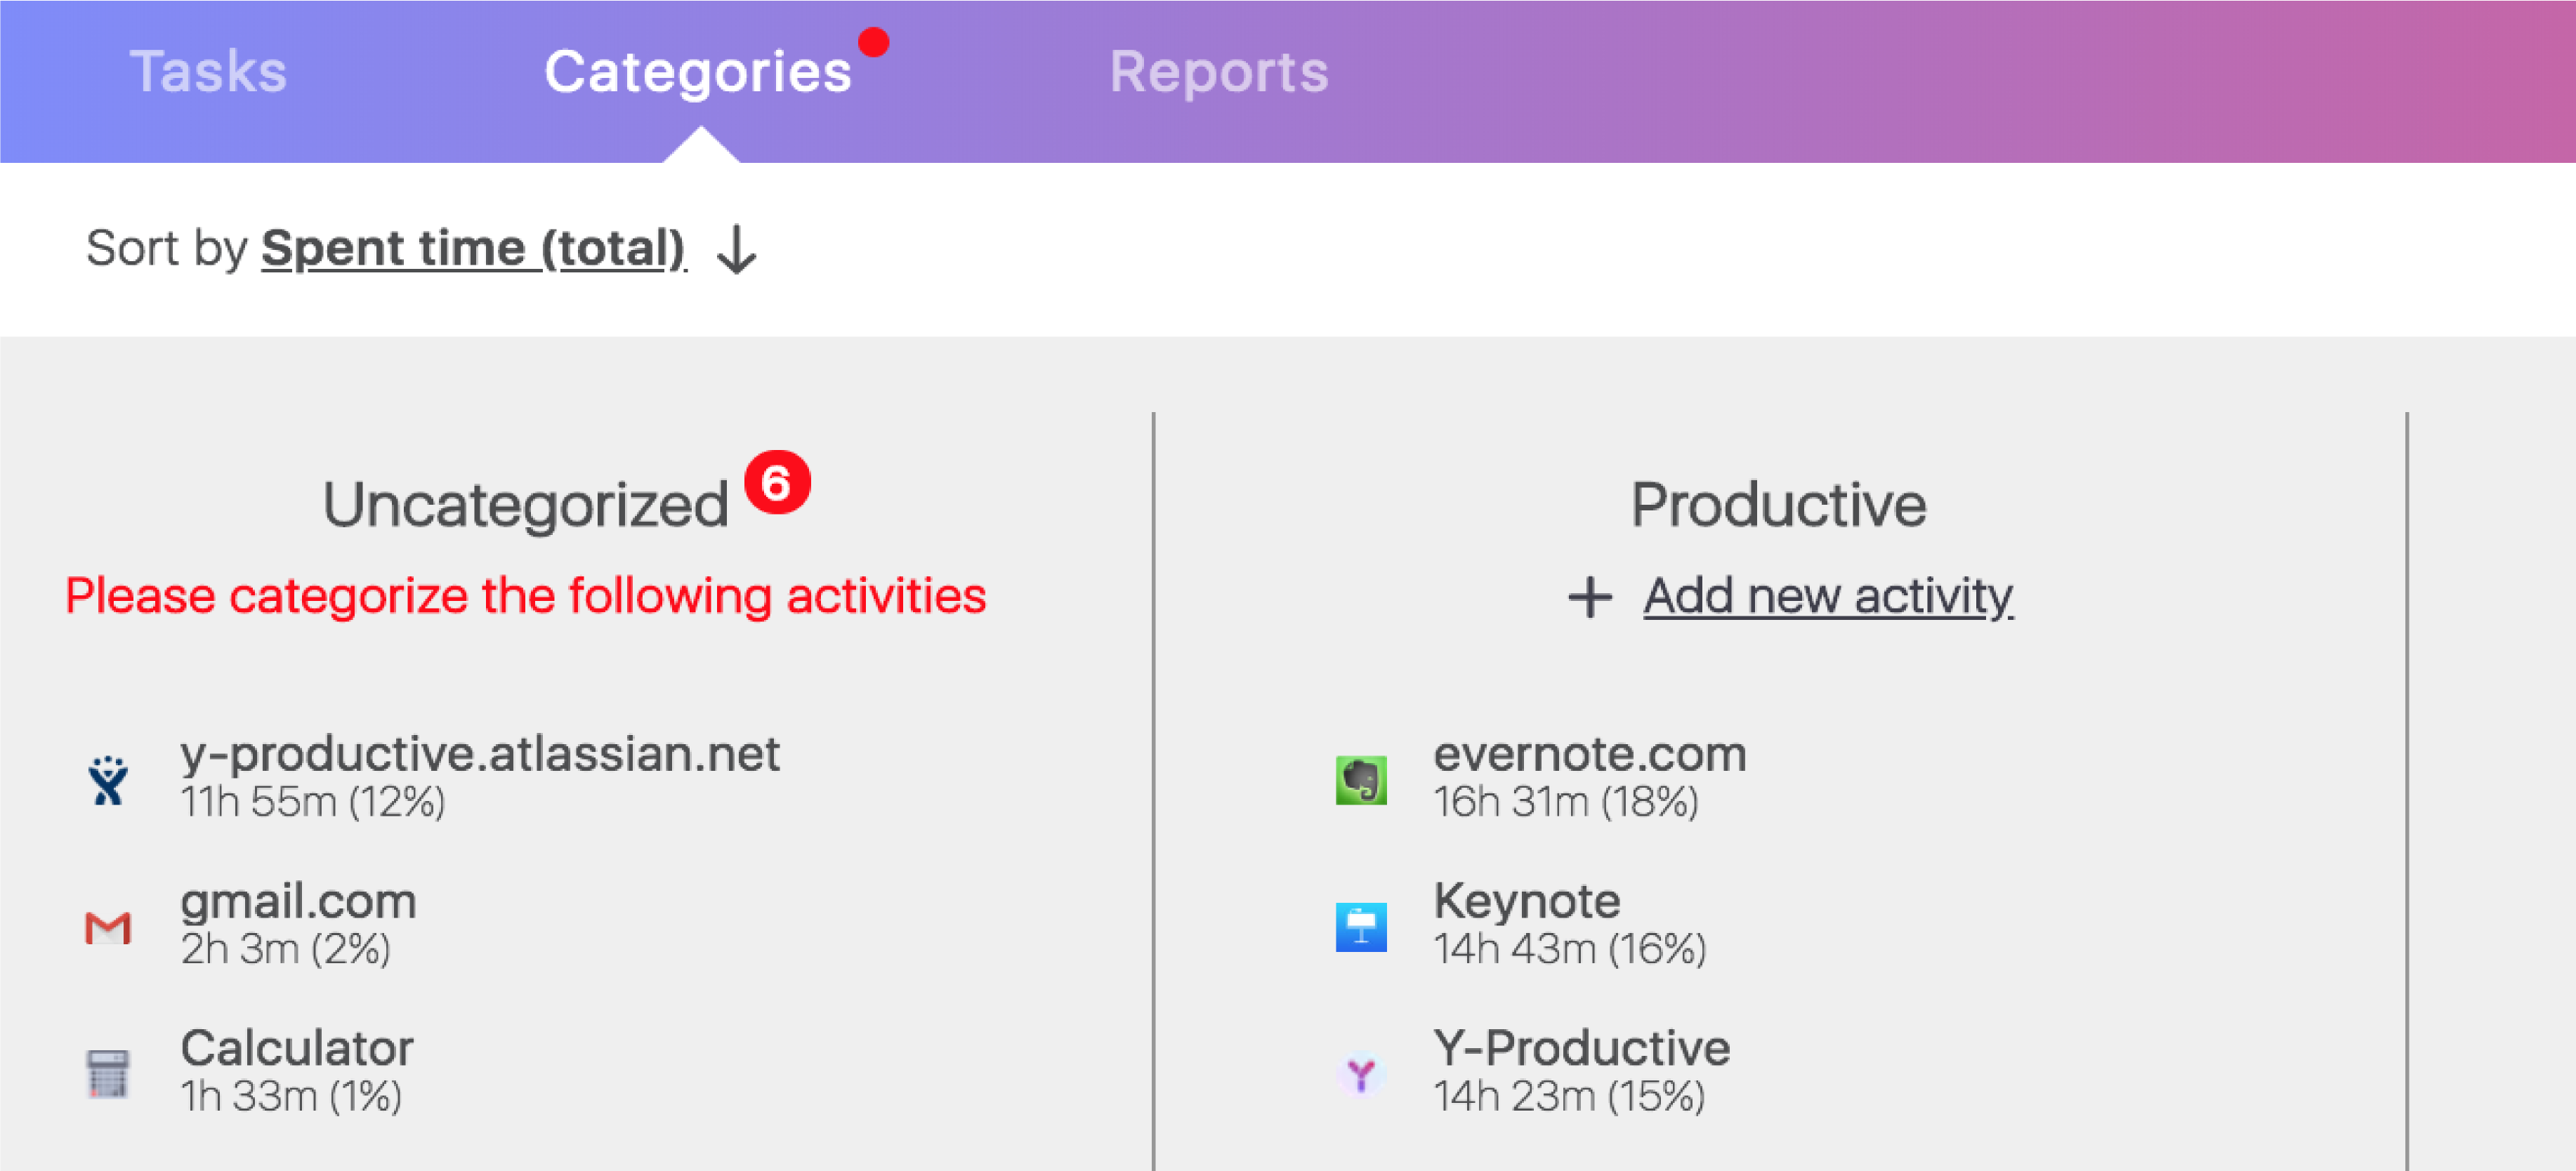 Tasks
Categories
Reports
Sort by Spent time (total) ↓
Uncategorized 6
Please categorize the following activities
y-productive.atlassian.net
11h 55m (12%)
gmail.com
2h 3m (2%)
Calculator
1h 33m (1%)
Productive
+ Add new activity
evernote.com
16h 31m (18%)
Keynote
14h 43m (16%)
Y-Productive
14h 23m (15%)